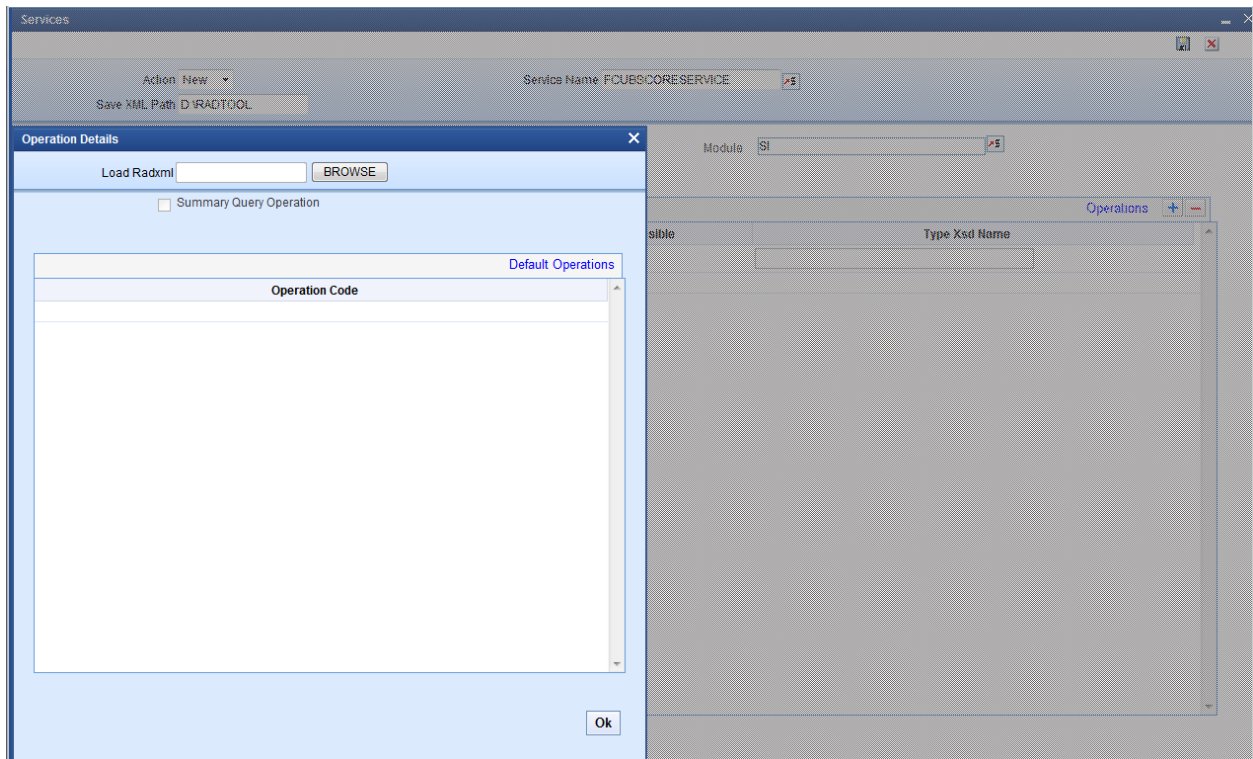 Services
Action New
Service Name FCUBSCORESERVICE
Save XML Path D:\RADTOOL
Operation Details
Module SI
Load Radxml BROWSE
Summary Query Operation
Operations
sible
Type Xsd Name
Default Operations
Operation Code
Ok